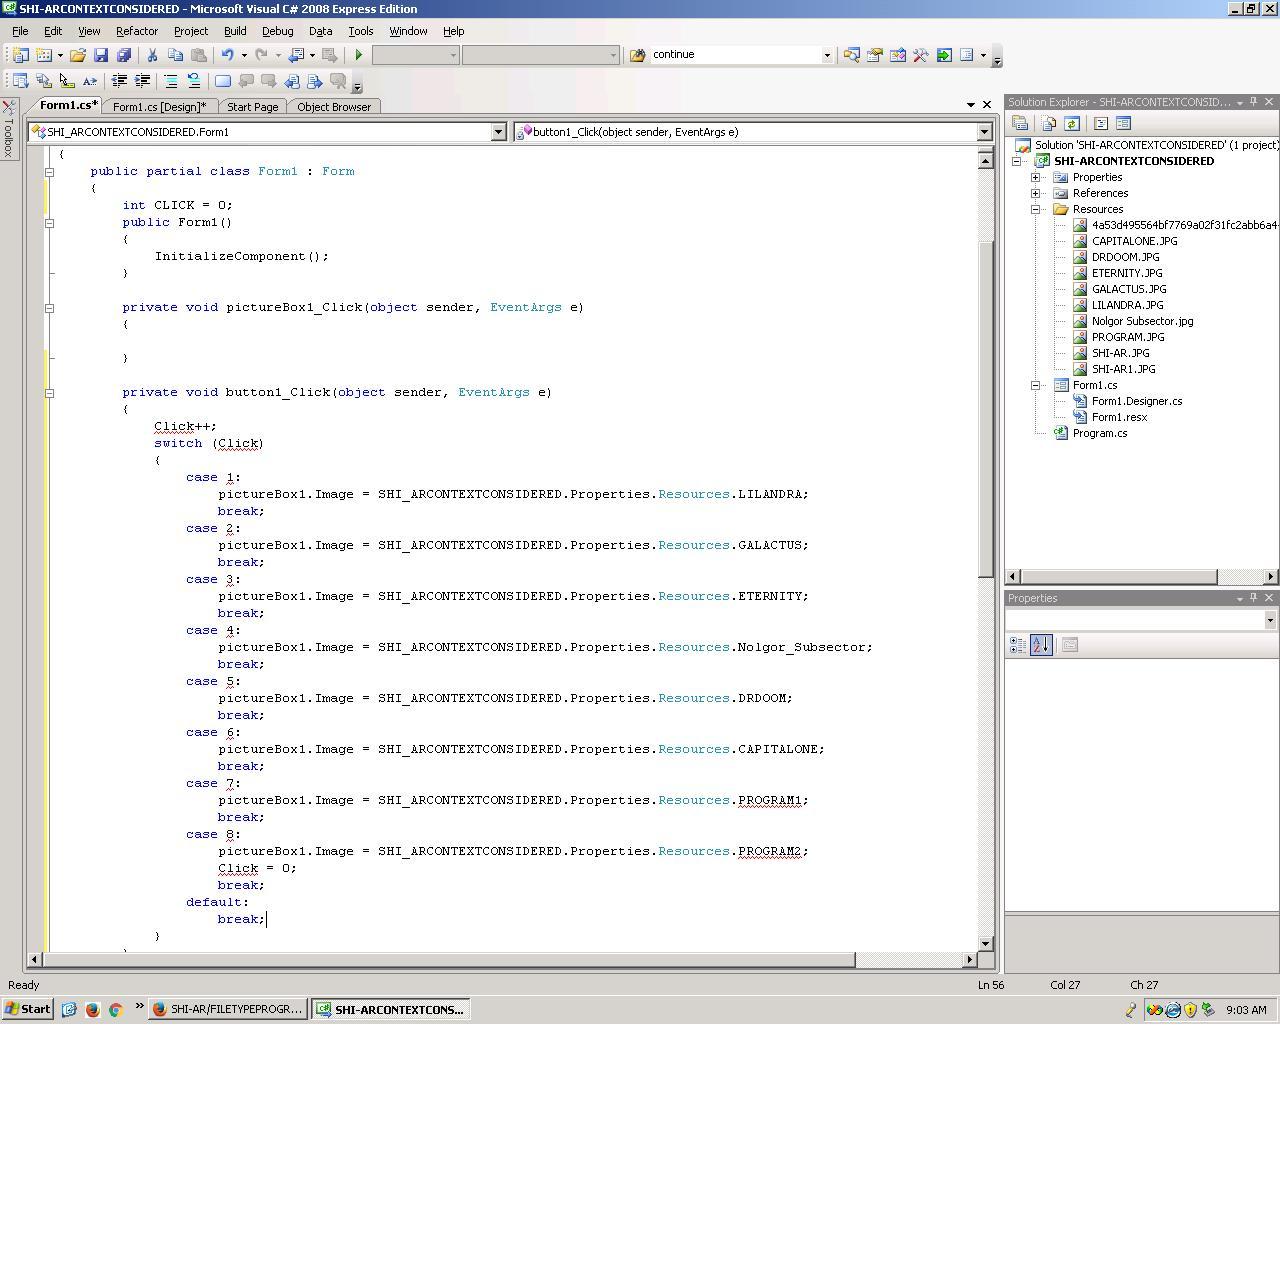 SHI-ARCONTEXTCONSIDERED - Microsoft Visual C# 2008 Express Edition
File Edit View Refactor Project Build Debug Data Tools Window Help
continue
Form1.cs* Form1.cs [Design]* Start Page Object Browser
Toolbox
SHI_ARCONTEXTCONSIDERED.Form1 button1_Click(object sender, EventArgs e)
{
public partial class Form1 : Form
{
int CLICK = 0;
public Form1()
{
InitializeComponent();
}
private void pictureBox1_Click(object sender, EventArgs e)
{
}
private void button1_Click(object sender, EventArgs e)
{
Click++;
switch (Click)
{
case 1:
pictureBox1.Image = SHI_ARCONTEXTCONSIDERED.Properties.Resources.LILANDRA;
break;
case 2:
pictureBox1.Image = SHI_ARCONTEXTCONSIDERED.Properties.Resources.GALACTUS;
break;
case 3:
pictureBox1.Image = SHI_ARCONTEXTCONSIDERED.Properties.Resources.ETERNITY;
break;
case 4:
pictureBox1.Image = SHI_ARCONTEXTCONSIDERED.Properties.Resources.Nolgor_Subsector;
break;
case 5:
pictureBox1.Image = SHI_ARCONTEXTCONSIDERED.Properties.Resources.DRDOOM;
break;
case 6:
pictureBox1.Image = SHI_ARCONTEXTCONSIDERED.Properties.Resources.CAPITALONE;
break;
case 7:
pictureBox1.Image = SHI_ARCONTEXTCONSIDERED.Properties.Resources.PROGRAM1;
break;
case 8:
pictureBox1.Image = SHI_ARCONTEXTCONSIDERED.Properties.Resources.PROGRAM2;
Click = 0;
break;
default:
break;
}
Solution Explorer - SHI-ARCONTEXTCONSID...
Solution 'SHI-ARCONTEXTCONSIDERED' (1 project)
SHI-ARCONTEXTCONSIDERED
Properties
References
Resources
4a53d495564bf7769a02f31fc2abb6a4
CAPITALONE.JPG
DRDOOM.JPG
ETERNITY.JPG
GALACTUS.JPG
LILANDRA.JPG
Nolgor Subsector.jpg
PROGRAM.JPG
SHI-AR.JPG
SHI-AR1.JPG
Form1.cs
Form1.Designer.cs
Form1.resx
Program.cs
Properties
Ready Ln 56 Col 27 Ch 27
Start SHI-AR/FILETYPEPROGR... SHI-ARCONTEXTCONS... 9:03 AM